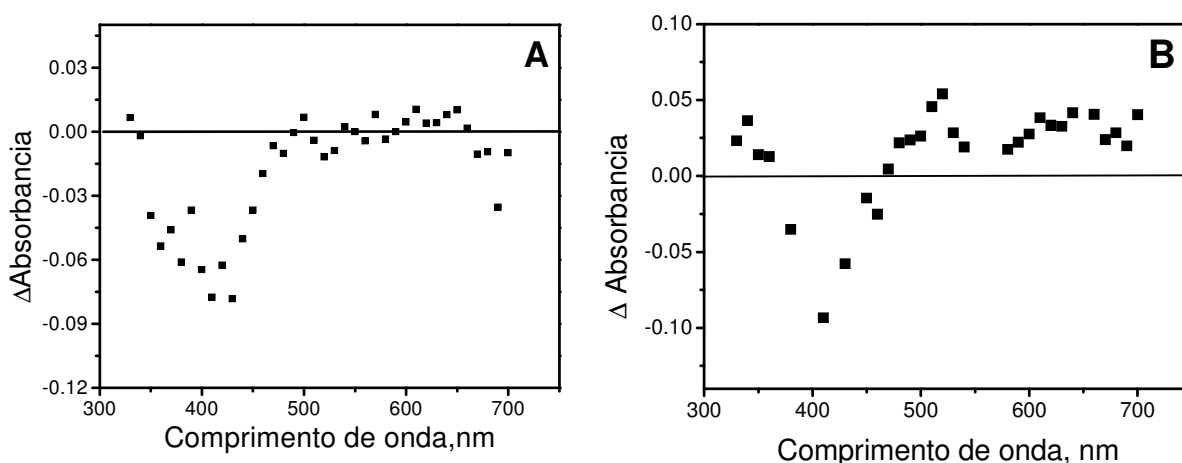 A
0.03
0.00
-0.03
-0.06
-0.09
-0.12
300 400 500 600 700
ΔAbsorbancia
Comprimento de onda,nm
B
0.10
0.05
0.00
-0.05
-0.10
300 400 500 600 700
Δ Absorbancia
Comprimento de onda, nm